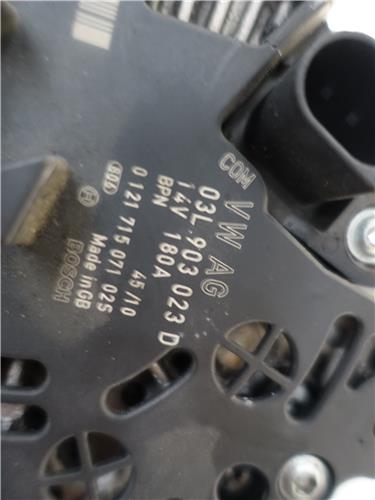 COM
VW AG
03L 903 023 D
14V 180A
BPN
0 121 715 071 02S
45/10
Made in GB
BOSCH